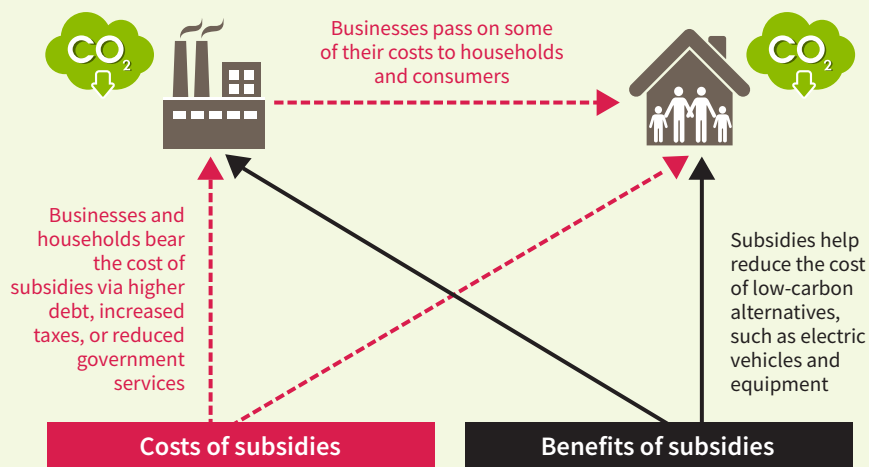 CO2
Businesses pass on some
of their costs to households
and consumers
CO2
Businesses and
households bear
the cost of
subsidies via higher
debt, increased
taxes, or reduced
government
services
Subsidies help
reduce the cost
of low-carbon
alternatives,
such as electric
vehicles and
equipment
Costs of subsidies
Benefits of subsidies